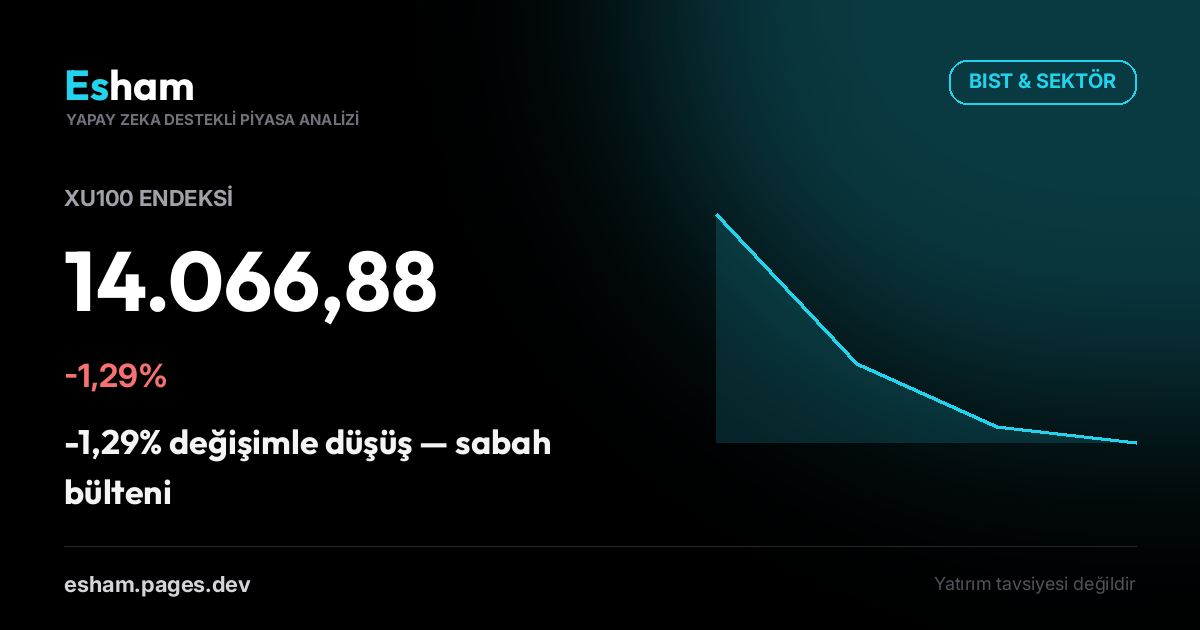 Esham
YAPAY ZEKA DESTEKLİ PİYASA ANALİZİ
BIST & SEKTÖR
XU100 ENDEKSİ
14.066,88
-1,29%
-1,29% değişimle düşüş — sabah
bülteni
esham.pages.dev
Yatırım tavsiyesi değildir